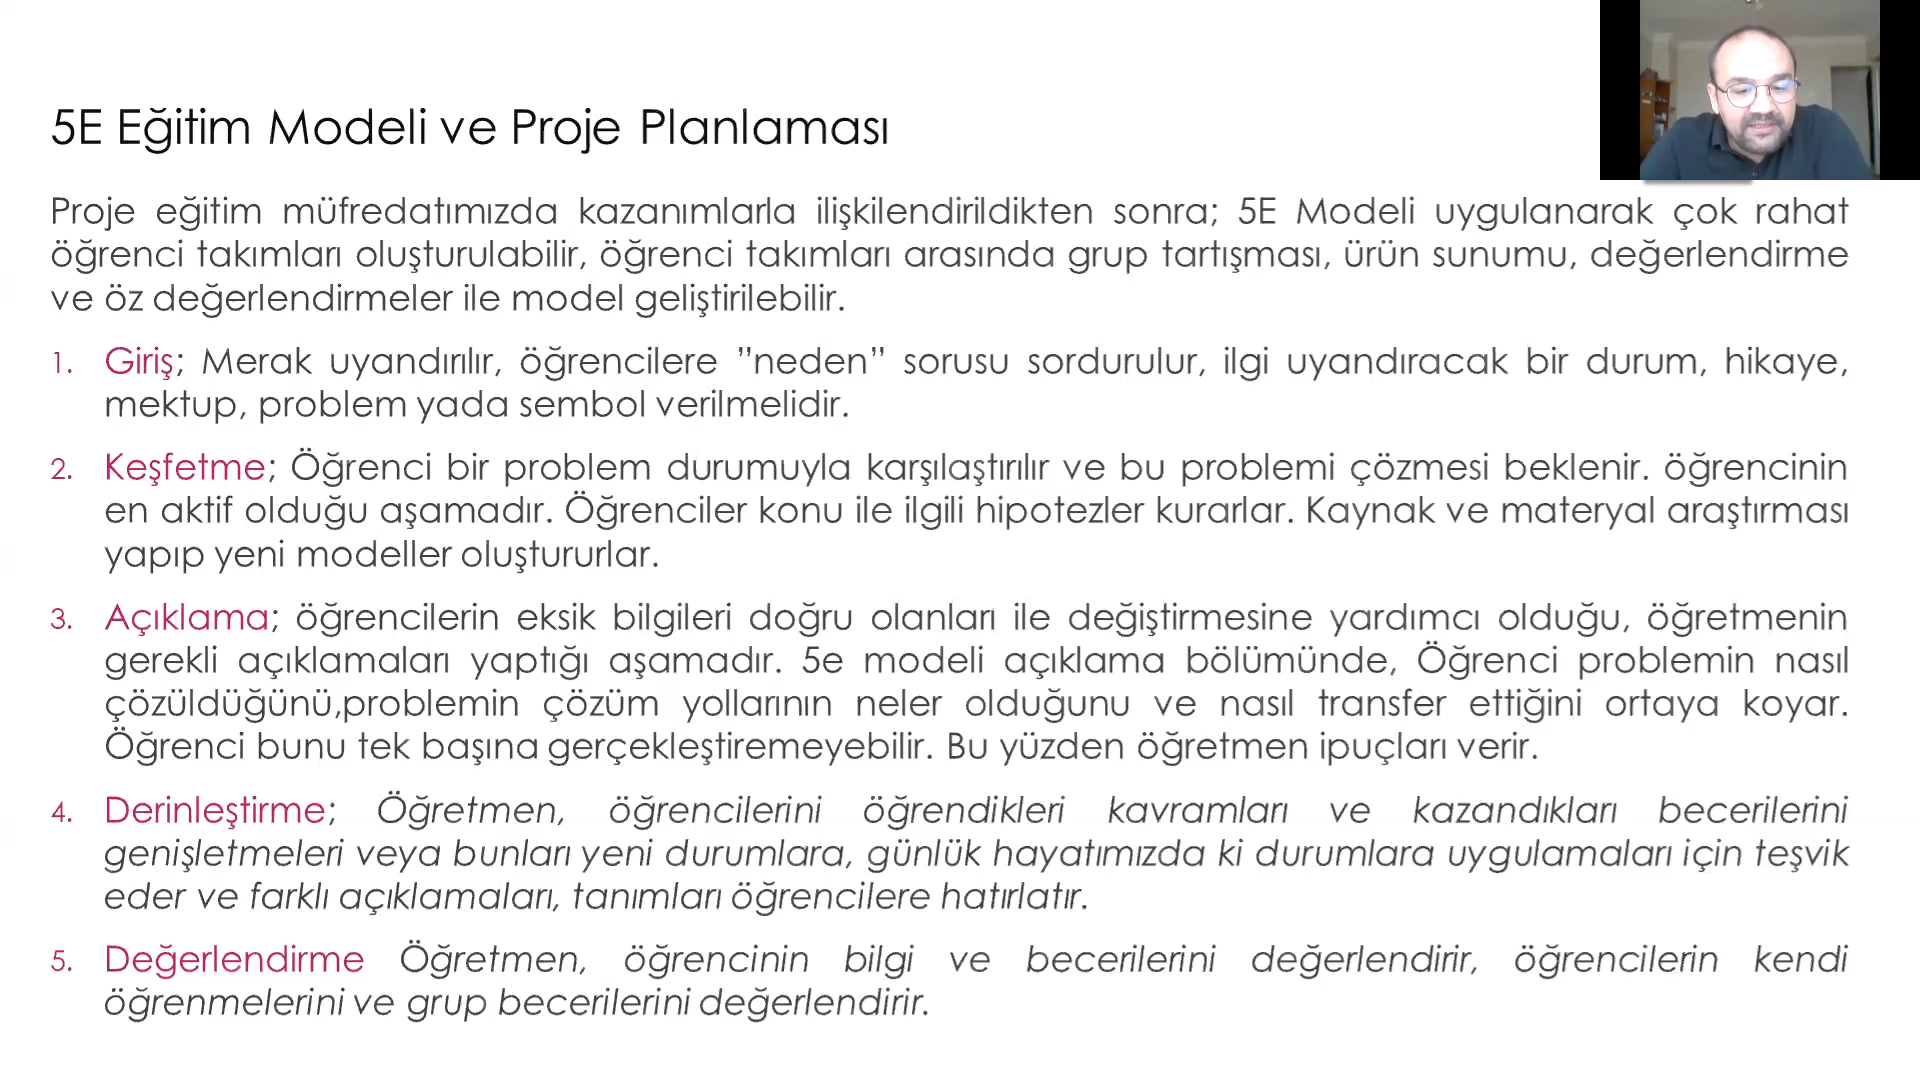 5E Eğitim Modeli ve Proje Planlaması
Proje eğitim müfredatımızda kazanımlarla ilişkilendirildikten sonra; 5E Modeli uygulanarak çok rahat
öğrenci takımları oluşturulabilir, öğrenci takımları arasında grup tartışması, ürün sunumu, değerlendirme
ve öz değerlendirmeler ile model geliştirilebilir.
1. Giriş; Merak uyandırılır, öğrencilere ”neden” sorusu sordurulur, ilgi uyandıracak bir durum, hikaye,
mektup, problem yada sembol verilmelidir.
2. Keşfetme; Öğrenci bir problem durumuyla karşılaştırılır ve bu problemi çözmesi beklenir. öğrencinin
en aktif olduğu aşamadır. Öğrenciler konu ile ilgili hipotezler kurarlar. Kaynak ve materyal araştırması
yapıp yeni modeller oluştururlar.
3. Açıklama; öğrencilerin eksik bilgileri doğru olanları ile değiştirmesine yardımcı olduğu, öğretmenin
gerekli açıklamaları yaptığı aşamadır. 5e modeli açıklama bölümünde, Öğrenci problemin nasıl
çözüldüğünü,problemin çözüm yollarının neler olduğunu ve nasıl transfer ettiğini ortaya koyar.
Öğrenci bunu tek başına gerçekleştiremeyebilir. Bu yüzden öğretmen ipuçları verir.
4. Derinleştirme; Öğretmen, öğrencilerini öğrendikleri kavramları ve kazandıkları becerilerini
genişletmeleri veya bunları yeni durumlara, günlük hayatımızda ki durumlara uygulamaları için teşvik
eder ve farklı açıklamaları, tanımları öğrencilere hatırlatır.
5. Değerlendirme Öğretmen, öğrencinin bilgi ve becerilerini değerlendirir, öğrencilerin kendi
öğrenmelerini ve grup becerilerini değerlendirir.